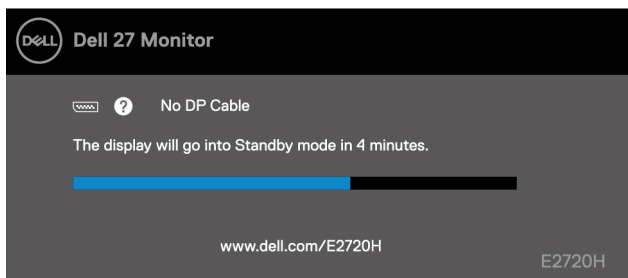 DELL Dell 27 Monitor
? No DP Cable
The display will go into Standby mode in 4 minutes.
www.dell.com/E2720H
E2720H